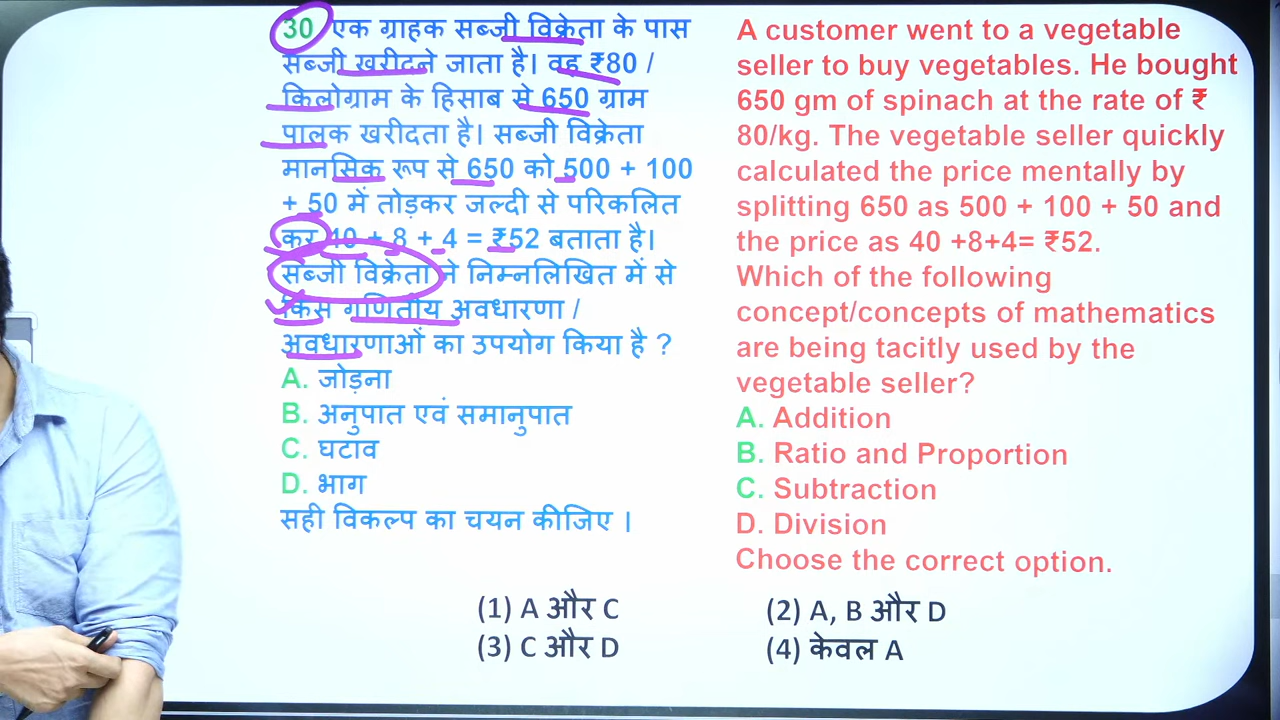 30 एक ग्राहक सब्जी विक्रेता के पास
सब्जी खरीदने जाता है। वह ₹80 /
किलोग्राम के हिसाब से 650 ग्राम
पालक खरीदता है। सब्जी विक्रेता
मानसिक रूप से 650 को 500 + 100
+ 50 में तोड़कर जल्दी से परिकलित
कर 40 + 8 + 4 = ₹52 बताता है।
सब्जी विक्रेता ने निम्नलिखित में से
किस गणितीय अवधारणा /
अवधारणाओं का उपयोग किया है ?
A. जोड़ना
B. अनुपात एवं समानुपात
C. घटाव
D. भाग
सही विकल्प का चयन कीजिए ।
A customer went to a vegetable
seller to buy vegetables. He bought
650 gm of spinach at the rate of ₹
80/kg. The vegetable seller quickly
calculated the price mentally by
splitting 650 as 500 + 100 + 50 and
the price as 40 +8+4= ₹52.
Which of the following
concept/concepts of mathematics
are being tacitly used by the
vegetable seller?
A. Addition
B. Ratio and Proportion
C. Subtraction
D. Division
Choose the correct option.
(1) A और C
(2) A, B और D
(3) C और D
(4) केवल A